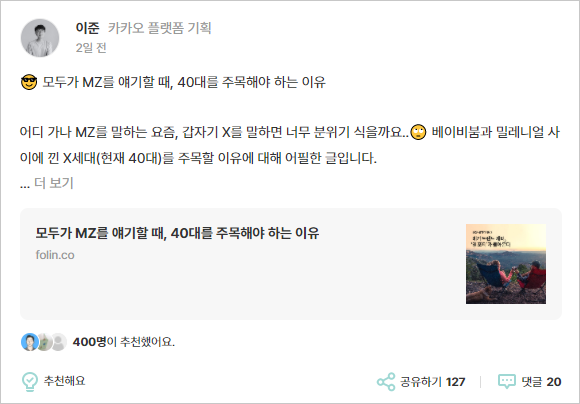 이준 카카오 플랫폼 기획
2일 전
😎 모두가 MZ를 얘기할 때, 40대를 주목해야 하는 이유
어디 가나 MZ를 말하는 요즘, 갑자기 X를 말하면 너무 분위기 식을까요..🙄 베이비붐과 밀레니얼 사
이에 낀 X세대(현재 40대)를 주목할 이유에 대해 어필한 글입니다.
... 더 보기
모두가 MZ를 얘기할 때, 40대를 주목해야 하는 이유
folin.co
400명이 추천했어요.
추천해요 공유하기 127 댓글 20